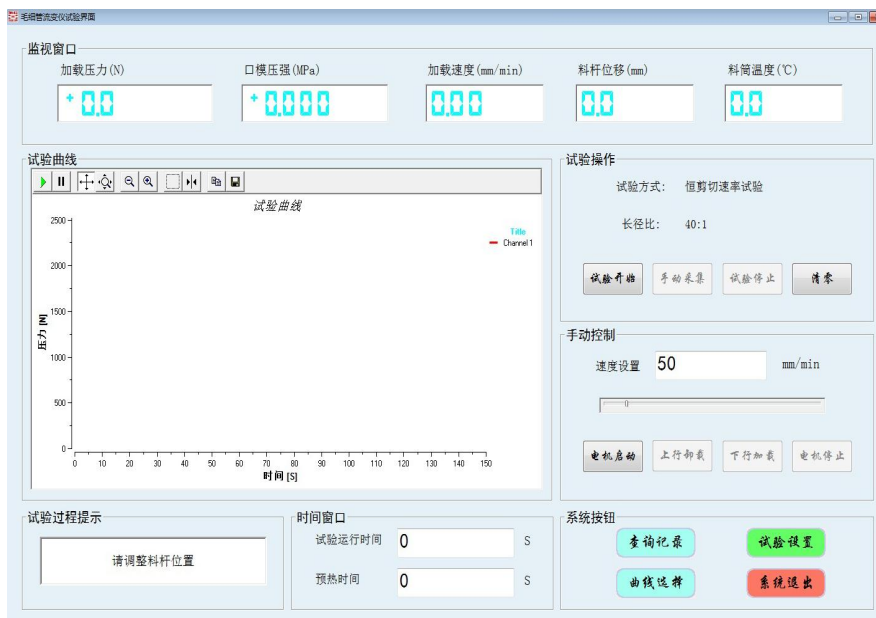 毛细管流变仪试验界面
监视窗口
加载压力(N) 口模压强(MPa) 加载速度(mm/min) 料杆位移(mm) 料筒温度(℃)
+0.0 +0.000 0.00 0.0 0.0
试验曲线
试验曲线
Title
Channel 1
压力 [N]
2500
2000
1500
1000
500
0
0 10 20 30 40 50 60 70 80 90 100 110 120 130 140 150
时间 [S]
试验操作
试验方式: 恒剪切速率试验
长径比: 40:1
试验开始 手动采集 试验停止 清零
手动控制
速度设置 50 mm/min
电机启动 上行卸载 下行加载 电机停止
试验过程提示
请调整料杆位置
时间窗口
试验运行时间 0 S
预热时间 0 S
系统按钮
查询记录 试验设置
曲线选择 系统退出